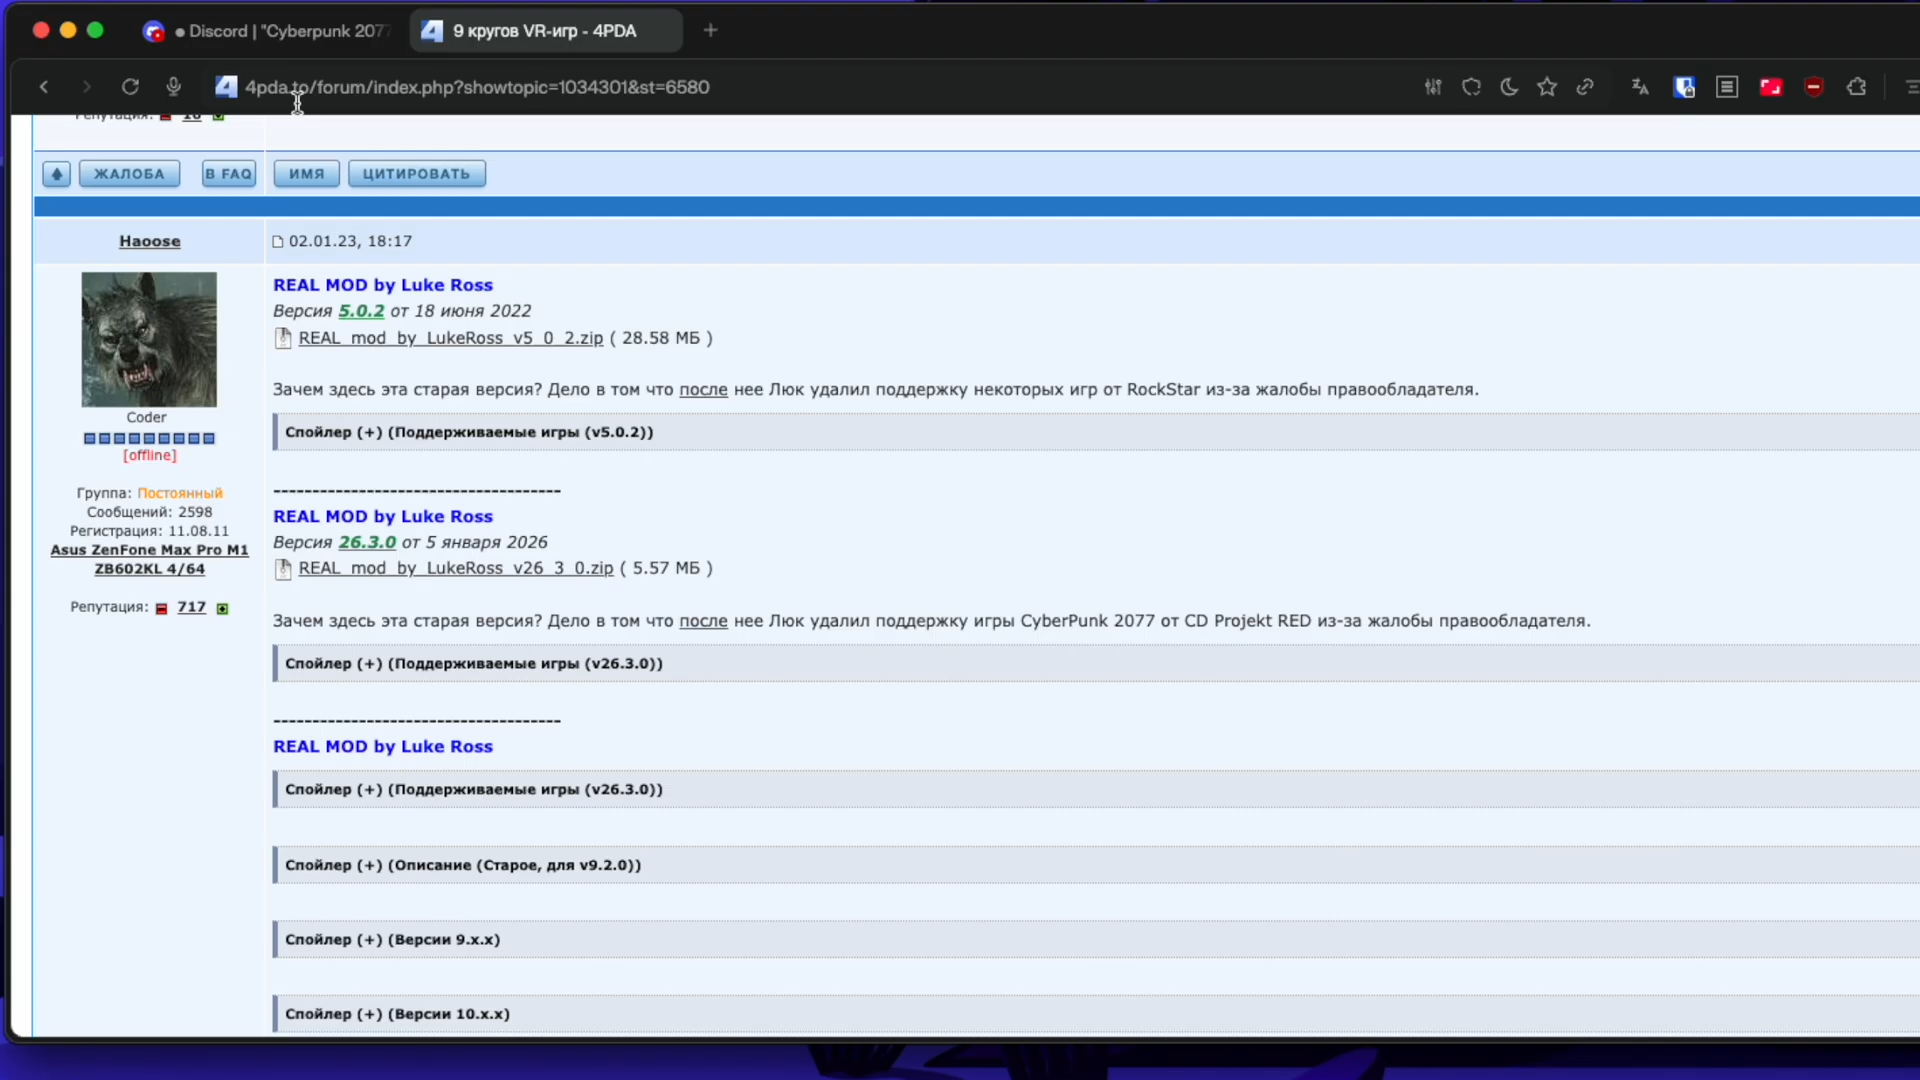 Discord | "Cyberpunk 207
9 кругов VR-игр - 4PDA
4pda.to/forum/index.php?showtopic=1034301&st=6580
Репутация: 16
ЖАЛОБА
В FAQ
ИМЯ
ЦИТИРОВАТЬ
Haoose
02.01.23, 18:17
Coder
[offline]
Группа: Постоянный
Сообщений: 2598
Регистрация: 11.08.11
Asus ZenFone Max Pro M1
ZB602KL 4/64
Репутация: 717
REAL MOD by Luke Ross
Версия 5.0.2 от 18 июня 2022
REAL_mod_by_LukeRoss_v5_0_2.zip ( 28.58 МБ )
Зачем здесь эта старая версия? Дело в том что после нее Люк удалил поддержку некоторых игр от RockStar из-за жалобы правообладателя.
Спойлер (+) (Поддерживаемые игры (v5.0.2))
-------------------------------------
REAL MOD by Luke Ross
Версия 26.3.0 от 5 января 2026
REAL_mod_by_LukeRoss_v26_3_0.zip ( 5.57 МБ )
Зачем здесь эта старая версия? Дело в том что после нее Люк удалил поддержку игры CyberPunk 2077 от CD Projekt RED из-за жалобы правообладателя.
Спойлер (+) (Поддерживаемые игры (v26.3.0))
-------------------------------------
REAL MOD by Luke Ross
Спойлер (+) (Поддерживаемые игры (v26.3.0))
Спойлер (+) (Описание (Старое, для v9.2.0))
Спойлер (+) (Версии 9.x.x)
Спойлер (+) (Версии 10.x.x)